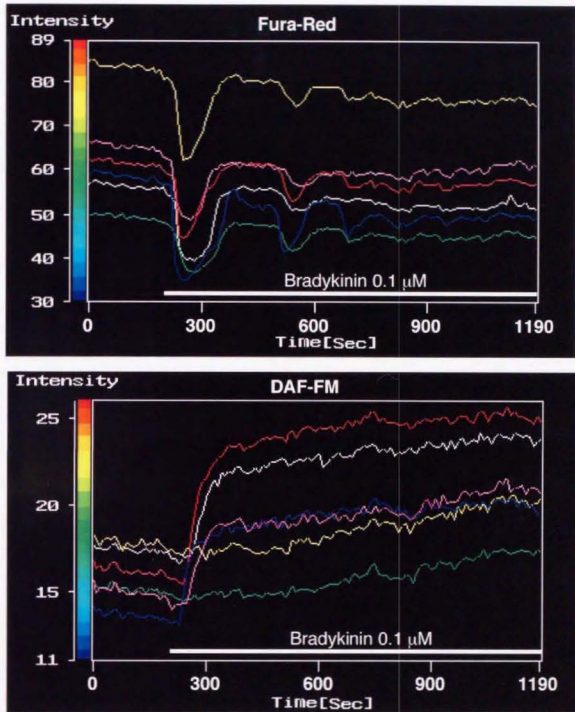 Intensity
Fura-Red
89
80
70
60
50
40
30
Bradykinin 0.1 μM
0 300 600 900 1190
Time[Sec]
Intensity
DAF-FM
25
20
15
11
Bradykinin 0.1 μM
0 300 600 900 1190
Time[Sec]